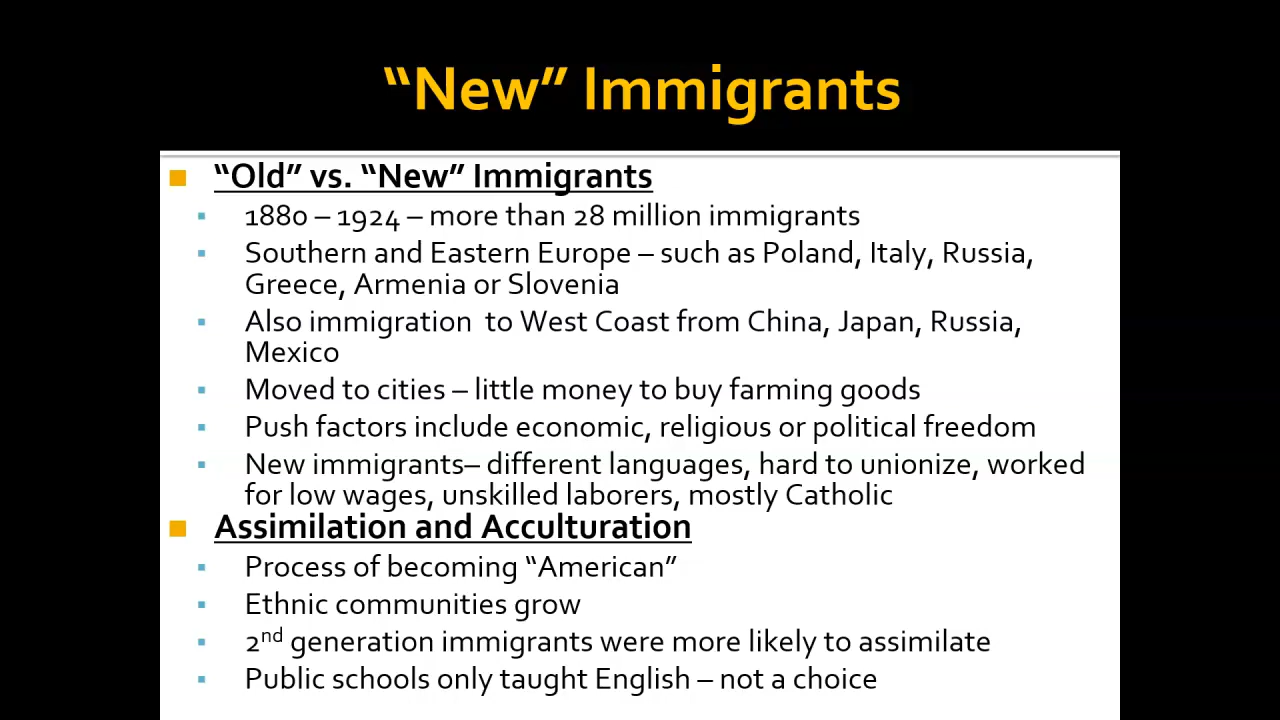 “New” Immigrants
“Old” vs. “New” Immigrants
1880 – 1924 – more than 28 million immigrants
Southern and Eastern Europe – such as Poland, Italy, Russia,
Greece, Armenia or Slovenia
Also immigration  to West Coast from China, Japan, Russia,
Mexico
Moved to cities – little money to buy farming goods
Push factors include economic, religious or political freedom
New immigrants– different languages, hard to unionize, worked
for low wages, unskilled laborers, mostly Catholic
Assimilation and Acculturation
Process of becoming “American”
Ethnic communities grow
2nd generation immigrants were more likely to assimilate
Public schools only taught English – not a choice